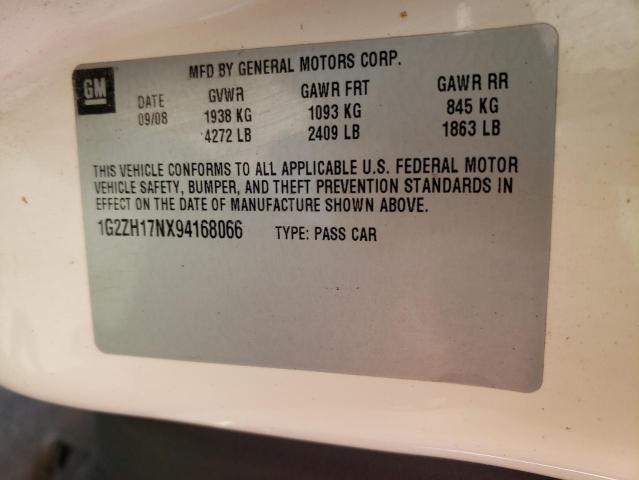 GM
MFD BY GENERAL MOTORS CORP.
DATE GVWR GAWR FRT GAWR RR
09/08 1938 KG 1093 KG 845 KG
4272 LB 2409 LB 1863 LB
THIS VEHICLE CONFORMS TO ALL APPLICABLE U.S. FEDERAL MOTOR
VEHICLE SAFETY, BUMPER, AND THEFT PREVENTION STANDARDS IN
EFFECT ON THE DATE OF MANUFACTURE SHOWN ABOVE.
1G2ZH17NX94168066 TYPE: PASS CAR